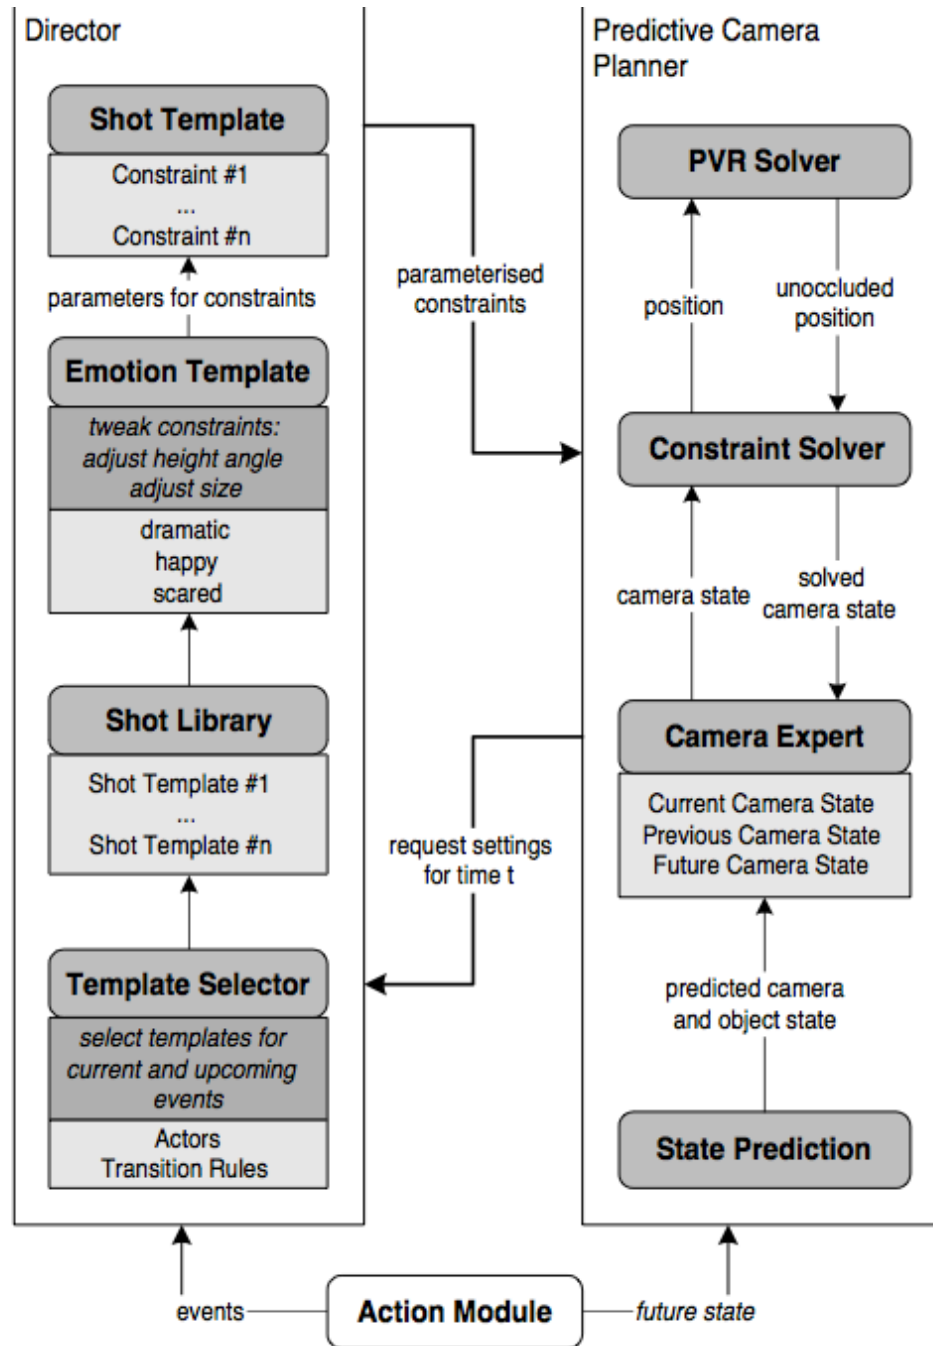 Director
Shot Template
Constraint #1
...
Constraint #n
parameters for constraints
Emotion Template
tweak constraints:
adjust height angle
adjust size
dramatic
happy
scared
Shot Library
Shot Template #1
...
Shot Template #n
Template Selector
select templates for
current and upcoming
events
Actors
Transition Rules
parameterised
constraints
request settings
for time t
Predictive Camera
Planner
PVR Solver
position
unoccluded
position
Constraint Solver
camera state
solved
camera state
Camera Expert
Current Camera State
Previous Camera State
Future Camera State
predicted camera
and object state
State Prediction
events
Action Module
future state